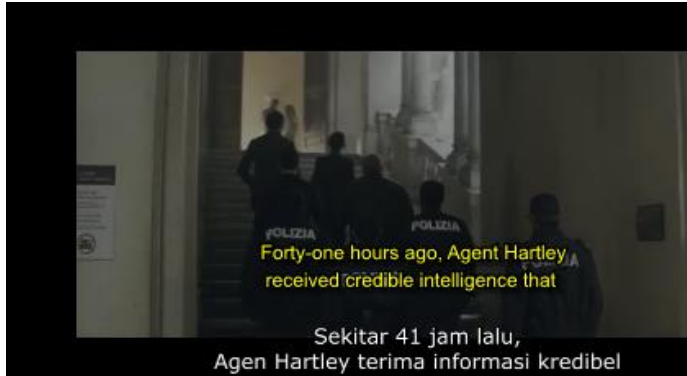 POLIZIA
POLIZIA
Forty-one hours ago, Agent Hartley
received credible intelligence that
Sekitar 41 jam lalu,
Agen Hartley terima informasi kredibel